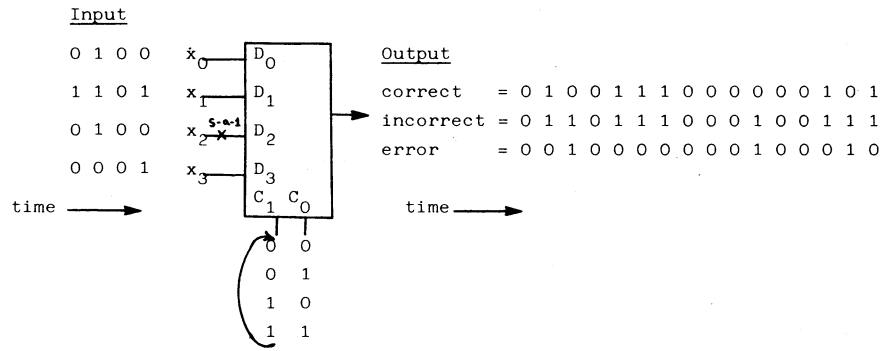 Input
Output
0 1 0 0 x0 D0
1 1 0 1 x1 D1 correct = 0 1 0 0 1 1 1 0 0 0 0 0 0 1 0 1
s-a-1
0 1 0 0 x2 D2 incorrect = 0 1 1 0 1 1 1 0 0 0 1 0 0 1 1 1
error = 0 0 1 0 0 0 0 0 0 0 1 0 0 0 1 0
0 0 0 1 x3 D3
C1 C0
time time
0 0
0 1
1 0
1 1